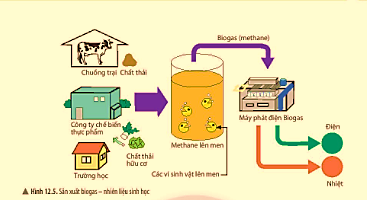 Biogas (methane)
Chuồng trại
Chất thải
Công ty chế biến
thực phẩm
Chất thải
hữu cơ
Trường học
Methane lên men
Các vi sinh vật lên men
Máy phát điện Biogas
Điện
Nhiệt
▲ Hình 12.5. Sản xuất biogas – nhiên liệu sinh học